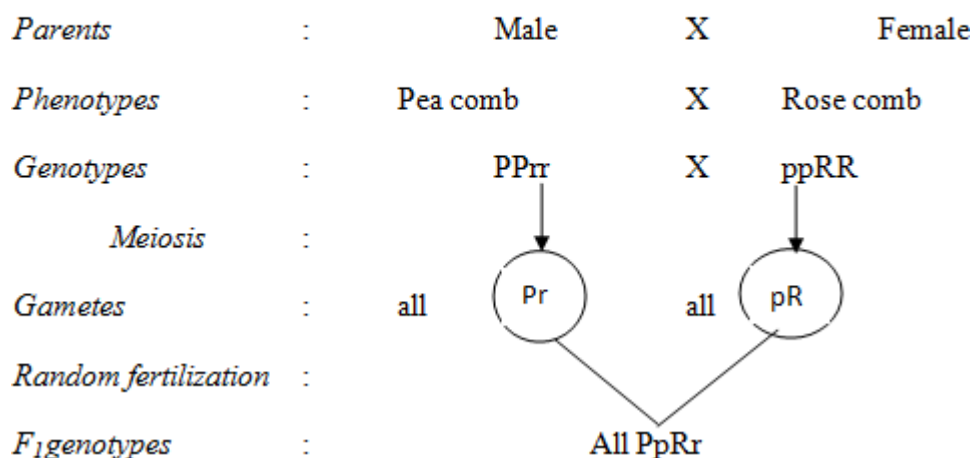 Parents : Male X Female
Phenotypes : Pea comb X Rose comb
Genotypes : PPrr X ppRR
Meiosis :
Gametes : all Pr all pR
Random fertilization :
F1genotypes : All PpRr